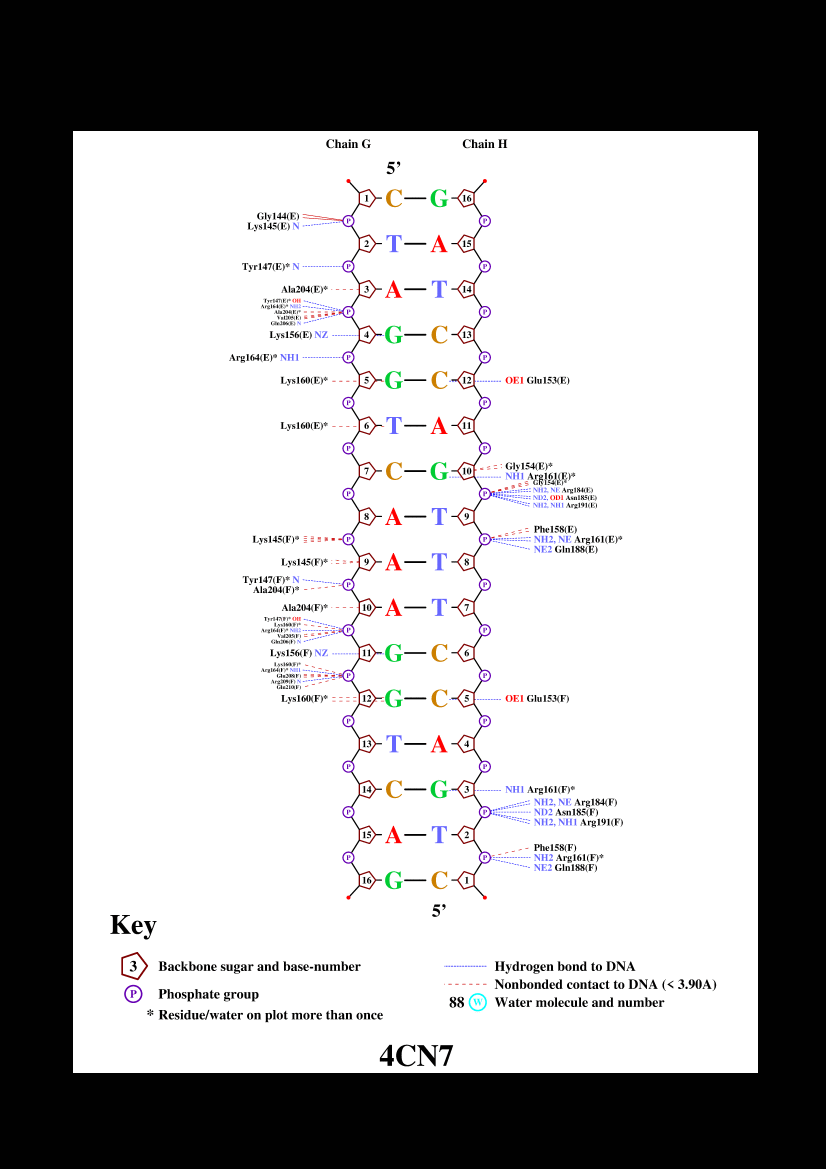 Chain G Chain H
5'
1 C G 16
Gly144(E)
P P
Lys145(E) N
2 T A 15
Tyr147(E)* N P P
Ala204(E)* 3 A T 14
Tyr147(E)* OH
Arg164(E)* NH2
Ala204(E)* P P
Val205(E)
Gln206(E) N
Lys156(E) NZ 4 G C 13
Arg164(E)* NH1 P P
Lys160(E)* 5 G C 12 OE1 Glu153(E)
P P
Lys160(E)* 6 T A 11
P P
7 C G 10 Gly154(E)*
NH1 Arg161(E)*
Gly154(E)*
NH2, NE Arg184(E)
P P ND2, OD1 Asn185(E)
NH2, NH1 Arg191(E)
8 A T 9
Phe158(E)
Lys145(F)* P P NH2, NE Arg161(E)*
NE2 Gln188(E)
Lys145(F)* 9 A T 8
Tyr147(F)* N P P
Ala204(F)*
Ala204(F)* 10 A T 7
Tyr147(F)* OH
Lys160(F)*
Arg164(F)* NH2 P P
Val205(F)
Gln206(F) N
Lys156(F) NZ 11 G C 6
Lys160(F)*
Arg164(F)* NH1
Glu208(F) P P
Arg209(F) N
Glu210(F)
Lys160(F)* 12 G C 5 OE1 Glu153(F)
P P
13 T A 4
P P
14 C G 3 NH1 Arg161(F)*
NH2, NE Arg184(F)
P P ND2 Asn185(F)
NH2, NH1 Arg191(F)
15 A T 2
Phe158(F)
P P NH2 Arg161(F)*
NE2 Gln188(F)
16 G C 1
5'
Key
3 Backbone sugar and base-number
P Phosphate group
* Residue/water on plot more than once
Hydrogen bond to DNA
Nonbonded contact to DNA (< 3.90A)
88 W Water molecule and number
4CN7